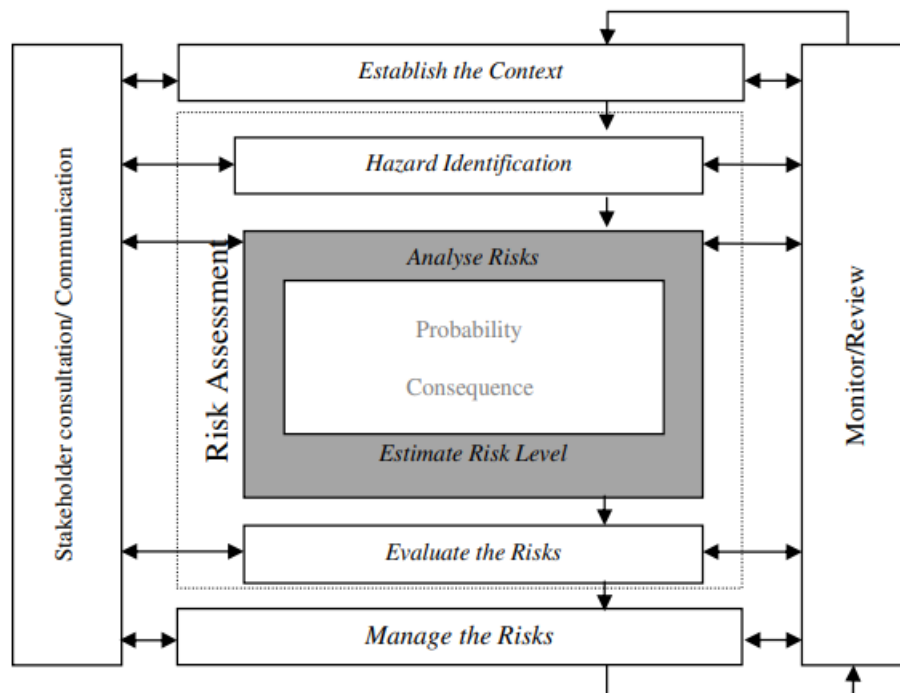 Establish the Context
Hazard Identification
Analyse Risks
Probability
Consequence
Estimate Risk Level
Evaluate the Risks
Manage the Risks
Stakeholder consultation/ Communication
Risk Assessment
Monitor/Review